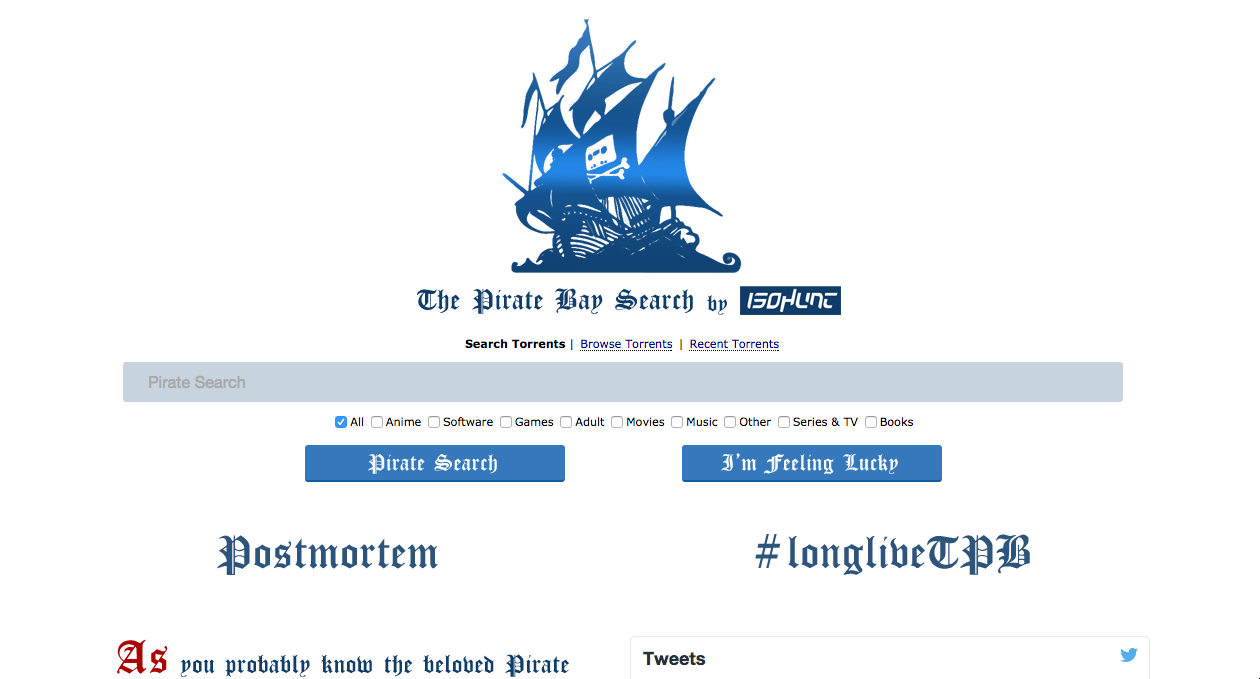 The Pirate Bay Search by ISOHUNT
Search Torrents | Browse Torrents | Recent Torrents
Pirate Search
All Anime Software Games Adult Movies Music Other Series & TV Books
Pirate Search I'm Feeling Lucky
Postmortem #longliveTPB
As you probably know the beloved Pirate
Tweets